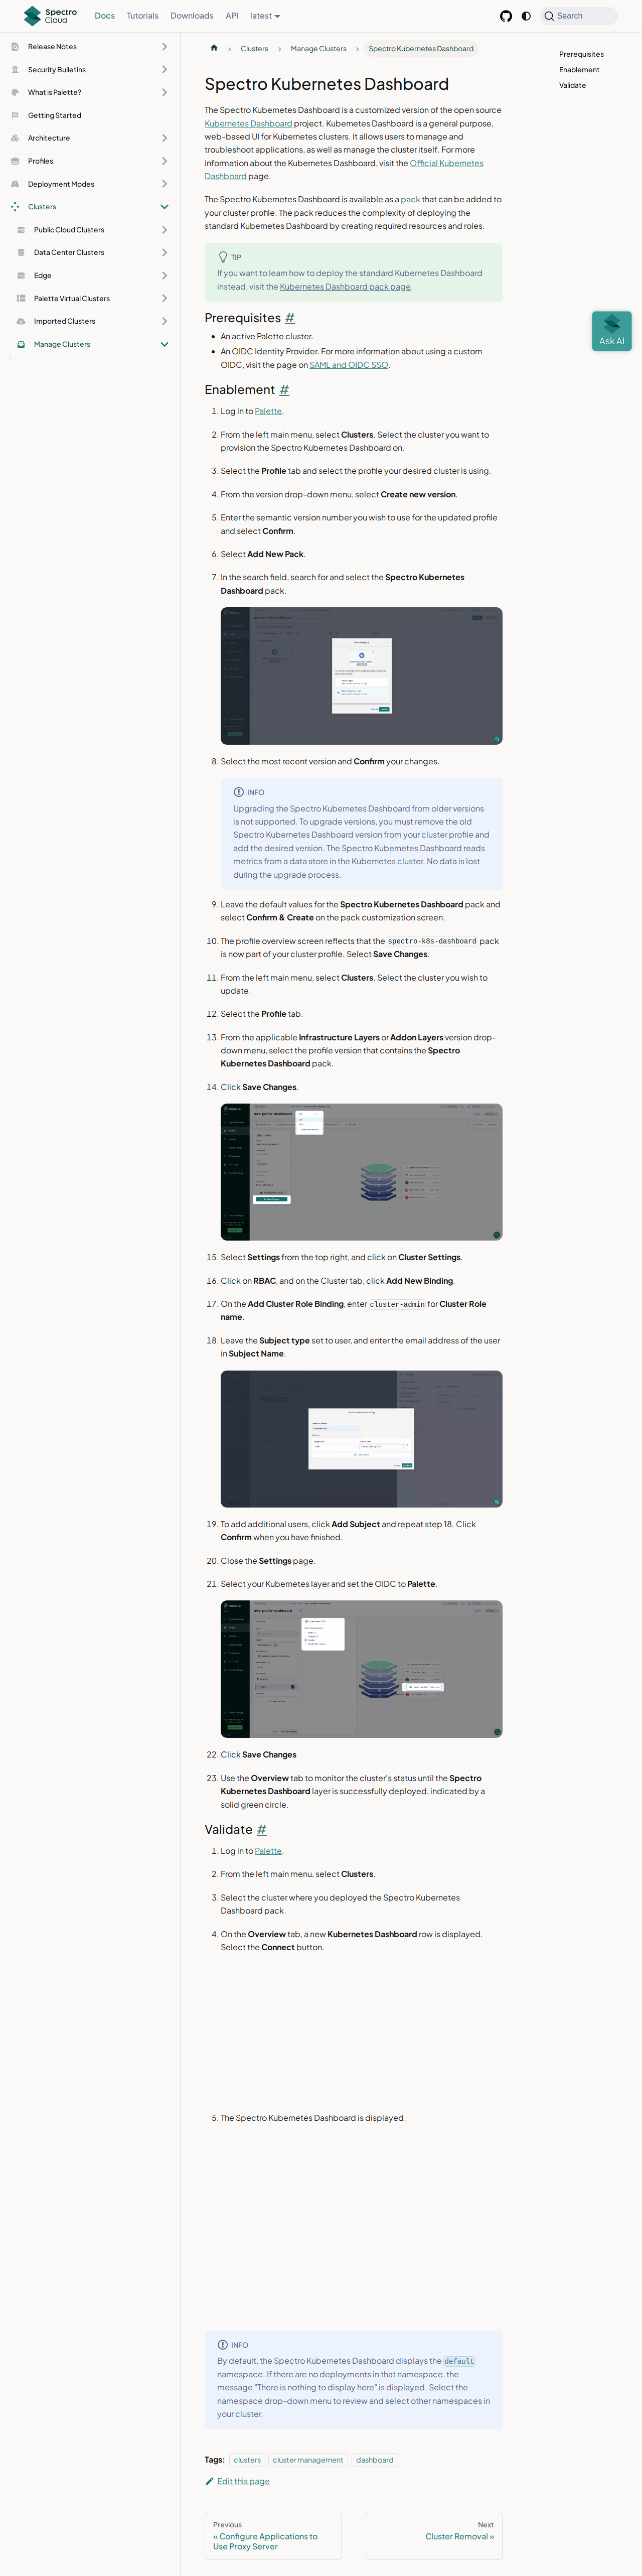 Spectro
Cloud
Docs
Tutorials
Downloads
API
latest
Search
Release Notes
Security Bulletins
What is Palette?
Getting Started
Architecture
Profiles
Deployment Modes
Clusters
Public Cloud Clusters
Data Center Clusters
Edge
Palette Virtual Clusters
Imported Clusters
Manage Clusters
Clusters
Manage Clusters
Spectro Kubernetes Dashboard
Prerequisites
Enablement
Validate
Ask AI
Spectro Kubernetes Dashboard
The Spectro Kubernetes Dashboard is a customized version of the open source
Kubernetes Dashboard project. Kubernetes Dashboard is a general purpose,
web-based UI for Kubernetes clusters. It allows users to manage and
troubleshoot applications, as well as manage the cluster itself. For more
information about the Kubernetes Dashboard, visit the Official Kubernetes
Dashboard page.
The Spectro Kubernetes Dashboard is available as a pack that can be added to
your cluster profile. The pack reduces the complexity of deploying the
standard Kubernetes Dashboard by creating required resources and roles.
TIP
If you want to learn how to deploy the standard Kubernetes Dashboard
instead, visit the Kubernetes Dashboard pack page.
Prerequisites #
• An active Palette cluster.
• An OIDC Identity Provider. For more information about using a custom
OIDC, visit the page on SAML and OIDC SSO.
Enablement #
1. Log in to Palette.
2. From the left main menu, select Clusters. Select the cluster you want to
provision the Spectro Kubernetes Dashboard on.
3. Select the Profile tab and select the profile your desired cluster is using.
4. From the version drop-down menu, select Create new version.
5. Enter the semantic version number you wish to use for the updated profile
and select Confirm.
6. Select Add New Pack.
7. In the search field, search for and select the Spectro Kubernetes
Dashboard pack.
8. Select the most recent version and Confirm your changes.
INFO
Upgrading the Spectro Kubernetes Dashboard from older versions
is not supported. To upgrade versions, you must remove the old
Spectro Kubernetes Dashboard version from your cluster profile and
add the desired version. The Spectro Kubernetes Dashboard reads
metrics from a data store in the Kubernetes cluster. No data is lost
during the upgrade process.
9. Leave the default values for the Spectro Kubernetes Dashboard pack and
select Confirm & Create on the pack customization screen.
10. The profile overview screen reflects that the spectro-k8s-dashboard pack
is now part of your cluster profile. Select Save Changes.
11. From the left main menu, select Clusters. Select the cluster you wish to
update.
12. Select the Profile tab.
13. From the applicable Infrastructure Layers or Addon Layers version drop-
down menu, select the profile version that contains the Spectro
Kubernetes Dashboard pack.
14. Click Save Changes.
15. Select Settings from the top right, and click on Cluster Settings.
16. Click on RBAC, and on the Cluster tab, click Add New Binding.
17. On the Add Cluster Role Binding, enter cluster-admin for Cluster Role
name.
18. Leave the Subject type set to user, and enter the email address of the user
in Subject Name.
19. To add additional users, click Add Subject and repeat step 18. Click
Confirm when you have finished.
20. Close the Settings page.
21. Select your Kubernetes layer and set the OIDC to Palette.
22. Click Save Changes
23. Use the Overview tab to monitor the cluster's status until the Spectro
Kubernetes Dashboard layer is successfully deployed, indicated by a
solid green circle.
Validate #
1. Log in to Palette.
2. From the left main menu, select Clusters.
3. Select the cluster where you deployed the Spectro Kubernetes
Dashboard pack.
4. On the Overview tab, a new Kubernetes Dashboard row is displayed.
Select the Connect button.
5. The Spectro Kubernetes Dashboard is displayed.
INFO
By default, the Spectro Kubernetes Dashboard displays the default
namespace. If there are no deployments in that namespace, the
message "There is nothing to display here" is displayed. Select the
namespace drop-down menu to review and select other namespaces in
your cluster.
Tags: clusters cluster management dashboard
Edit this page
Previous
« Configure Applications to
Use Proxy Server
Next
Cluster Removal »